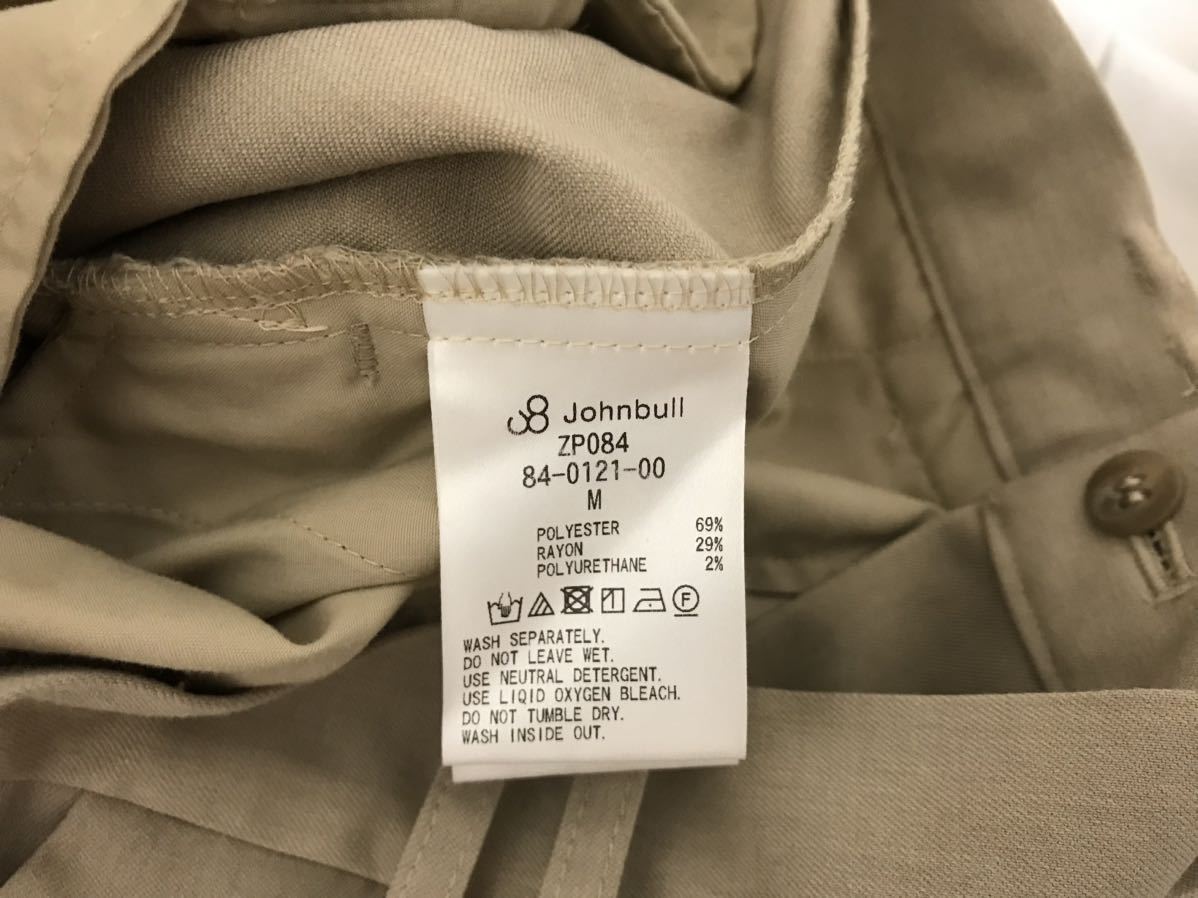 Johnbull
ZP084
84-0121-00
M
POLYESTER 69%
RAYON 29%
POLYURETHANE 2%
F
WASH SEPARATELY.
DO NOT LEAVE WET.
USE NEUTRAL DETERGENT.
USE LIQID OXYGEN BLEACH.
DO NOT TUMBLE DRY.
WASH INSIDE OUT.